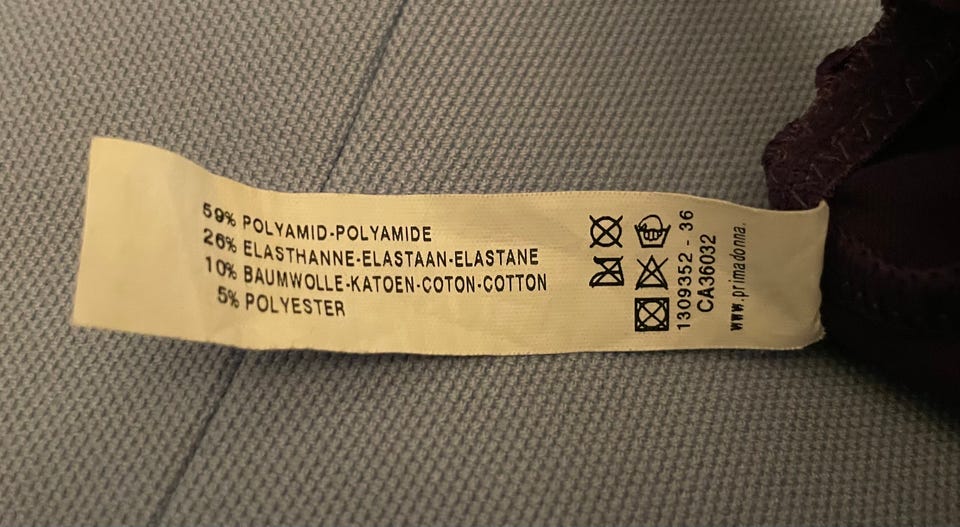 59% POLYAMID-POLYAMIDE
26% ELASTHANNE-ELASTAAN-ELASTANE
10% BAUMWOLLE-KATOEN-COTON-COTTON
5% POLYESTER
1309352 - 36
CA36032
www.primadonna.